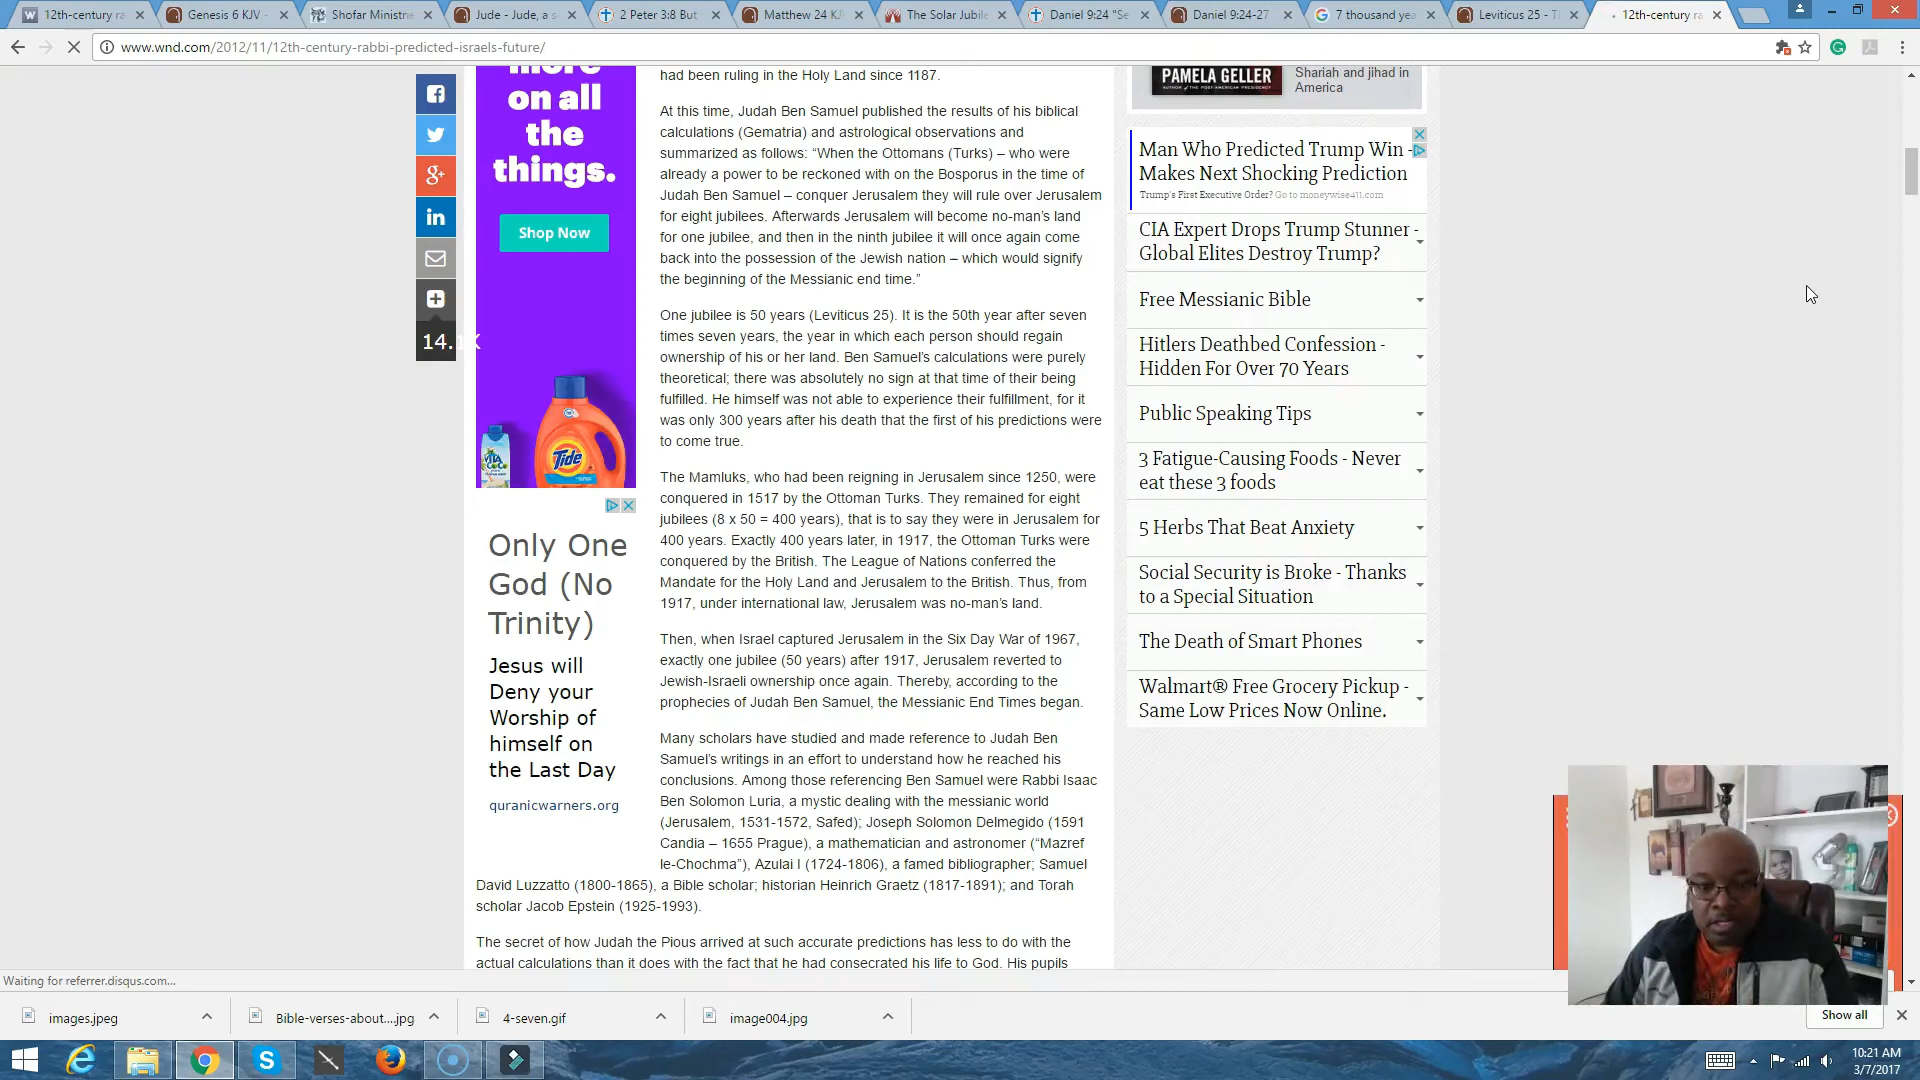 12th-century ra
Genesis 6 KJV -
Shofar Ministrie
Jude - Jude, a s
2 Peter 3:8 But
Matthew 24 KJ
The Solar Jubile
Daniel 9:24 "Se
Daniel 9:24-27
7 thousand yea
Leviticus 25 - T
12th-century ra
www.wnd.com/2012/11/12th-century-rabbi-predicted-israels-future/
more
on all
the
things.
Shop Now
Tide
VITA
COCO
14.
K
Only One
God (No
Trinity)
Jesus will
Deny your
Worship of
himself on
the Last Day
quranicwarners.org
had been ruling in the Holy Land since 1187.
At this time, Judah Ben Samuel published the results of his biblical
calculations (Gematria) and astrological observations and
summarized as follows: “When the Ottomans (Turks) – who were
already a power to be reckoned with on the Bosporus in the time of
Judah Ben Samuel – conquer Jerusalem they will rule over Jerusalem
for eight jubilees. Afterwards Jerusalem will become no-man’s land
for one jubilee, and then in the ninth jubilee it will once again come
back into the possession of the Jewish nation – which would signify
the beginning of the Messianic end time.”
One jubilee is 50 years (Leviticus 25). It is the 50th year after seven
times seven years, the year in which each person should regain
ownership of his or her land. Ben Samuel’s calculations were purely
theoretical; there was absolutely no sign at that time of their being
fulfilled. He himself was not able to experience their fulfillment, for it
was only 300 years after his death that the first of his predictions were
to come true.
The Mamluks, who had been reigning in Jerusalem since 1250, were
conquered in 1517 by the Ottoman Turks. They remained for eight
jubilees (8 x 50 = 400 years), that is to say they were in Jerusalem for
400 years. Exactly 400 years later, in 1917, the Ottoman Turks were
conquered by the British. The League of Nations conferred the
Mandate for the Holy Land and Jerusalem to the British. Thus, from
1917, under international law, Jerusalem was no-man’s land.
Then, when Israel captured Jerusalem in the Six Day War of 1967,
exactly one jubilee (50 years) after 1917, Jerusalem reverted to
Jewish-Israeli ownership once again. Thereby, according to the
prophecies of Judah Ben Samuel, the Messianic End Times began.
Many scholars have studied and made reference to Judah Ben
Samuel’s writings in an effort to understand how he reached his
conclusions. Among those referencing Ben Samuel were Rabbi Isaac
Ben Solomon Luria, a mystic dealing with the messianic world
(Jerusalem, 1531-1572, Safed); Joseph Solomon Delmegido (1591
Candia – 1655 Prague), a mathematician and astronomer (“Mazref
le-Chochma”), Azulai I (1724-1806), a famed bibliographer; Samuel
David Luzzatto (1800-1865), a Bible scholar; historian Heinrich Graetz (1817-1891); and Torah
scholar Jacob Epstein (1925-1993).
The secret of how Judah the Pious arrived at such accurate predictions has less to do with the
actual calculations than it does with the fact that he had consecrated his life to God. His pupils
PAMELA GELLER
Shariah and jihad in
America
Man Who Predicted Trump Win -
Makes Next Shocking Prediction
Trump's First Executive Order? Go to moneywise411.com
CIA Expert Drops Trump Stunner -
Global Elites Destroy Trump?
Free Messianic Bible
Hitlers Deathbed Confession -
Hidden For Over 70 Years
Public Speaking Tips
3 Fatigue-Causing Foods - Never
eat these 3 foods
5 Herbs That Beat Anxiety
Social Security is Broke - Thanks
to a Special Situation
The Death of Smart Phones
Walmart® Free Grocery Pickup -
Same Low Prices Now Online.
Waiting for referrer.disqus.com...
images.jpeg
Bible-verses-about....jpg
4-seven.gif
image004.jpg
Show all
10:21 AM
3/7/2017